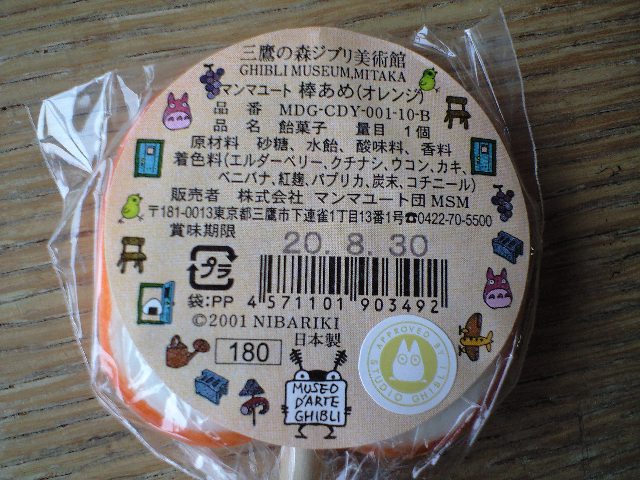 三鷹の森ジブリ美術館
GHIBLI MUSEUM,MITAKA
マンマユート 棒あめ(オレンジ)
品 番 MDG-CDY-001-10-B
品 名 飴菓子 量目 1個
原材料 砂糖、水飴、酸味料、香料
着色料(エルダーベリー、クチナシ、ウコン、カキ、
ベニバナ、紅麹、パプリカ、炭末、コチニール)
販売者 株式会社 マンマユート団 MSM
〒181-0013東京都三鷹市下連雀1丁目13番1号☎0422-70-5500
賞味期限
20. 8. 30
プラ
袋:PP
4 571101 903492
©2001 NIBARIKI
日本製
180
MUSEO
D'ARTE
GHIBLI
APPROVED BY
STUDIO GHIBLI